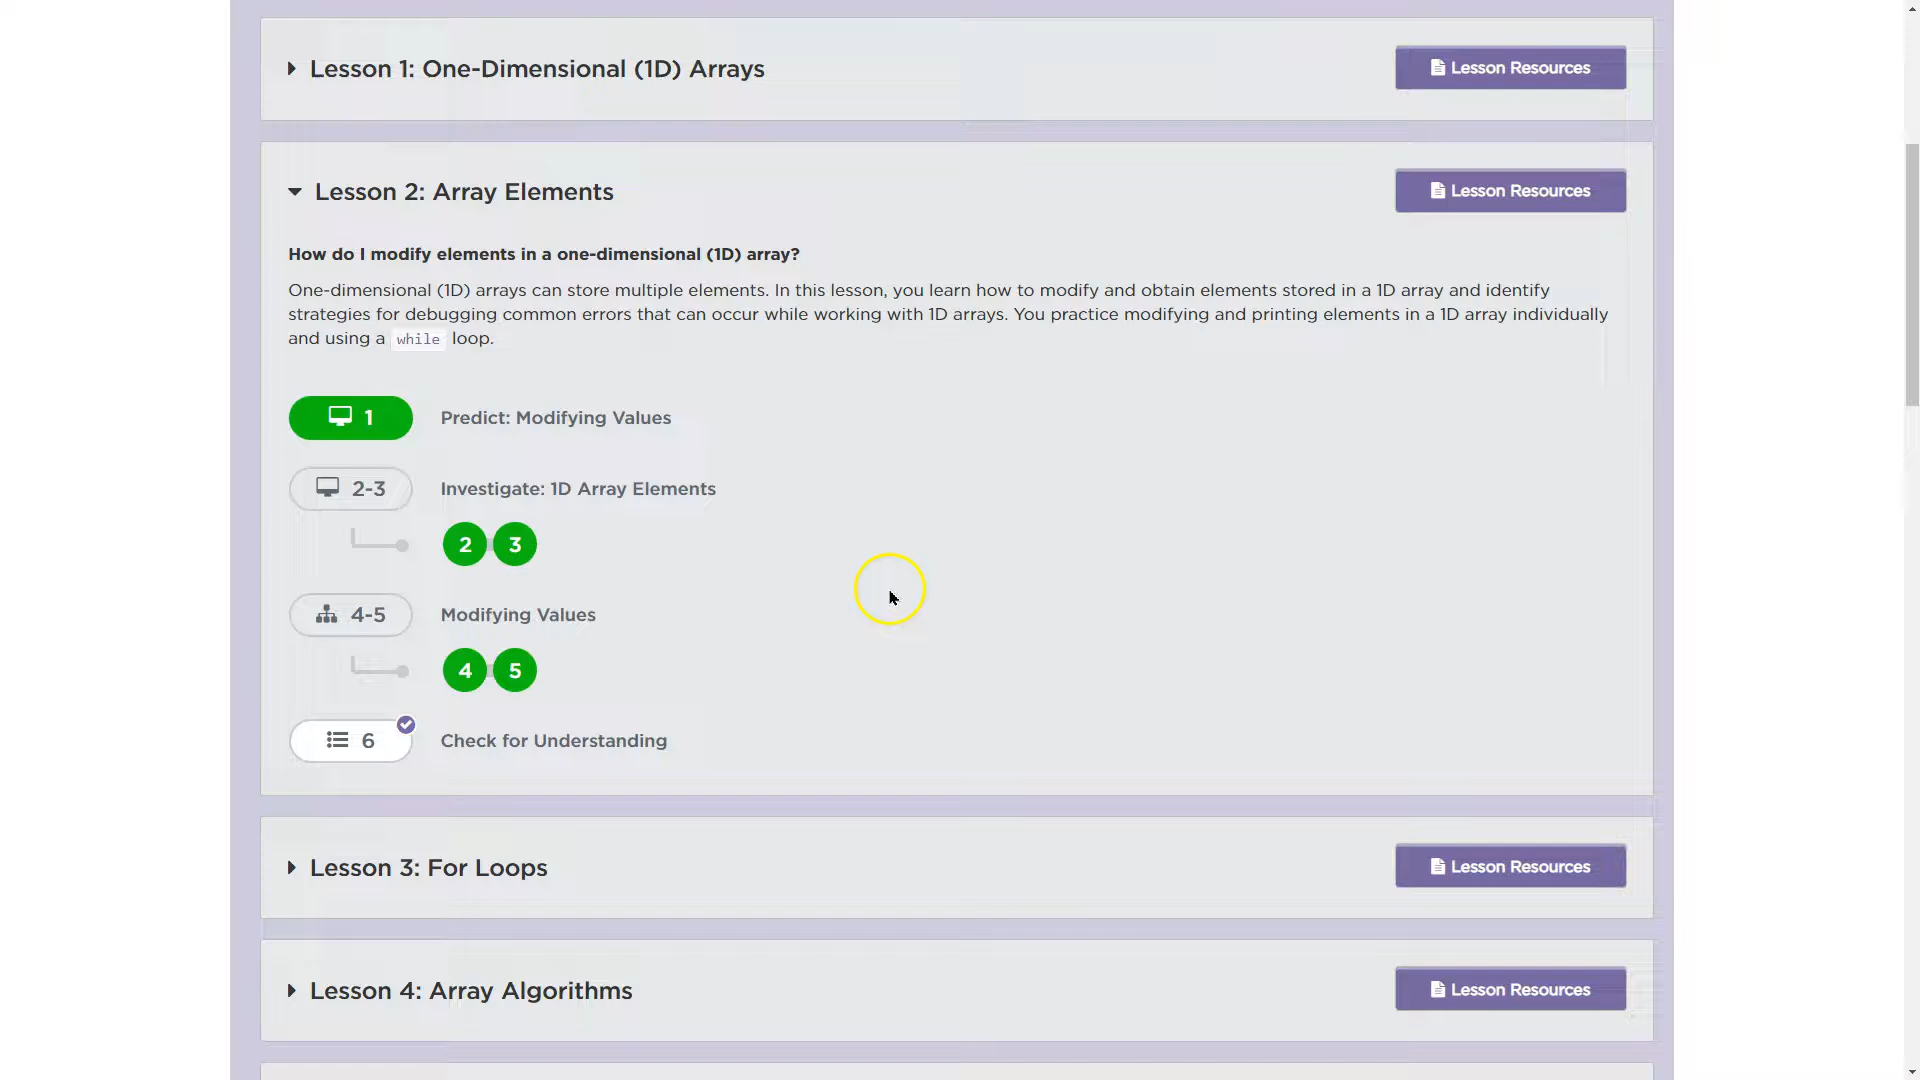 Lesson 1: One-Dimensional (1D) Arrays
Lesson Resources
Lesson 2: Array Elements
Lesson Resources
How do I modify elements in a one-dimensional (1D) array?
One-dimensional (1D) arrays can store multiple elements. In this lesson, you learn how to modify and obtain elements stored in a 1D array and identify
strategies for debugging common errors that can occur while working with 1D arrays. You practice modifying and printing elements in a 1D array individually
and using a while loop.
1 Predict: Modifying Values
2-3 Investigate: 1D Array Elements
2 3
4-5 Modifying Values
4 5
6 Check for Understanding
Lesson 3: For Loops
Lesson Resources
Lesson 4: Array Algorithms
Lesson Resources